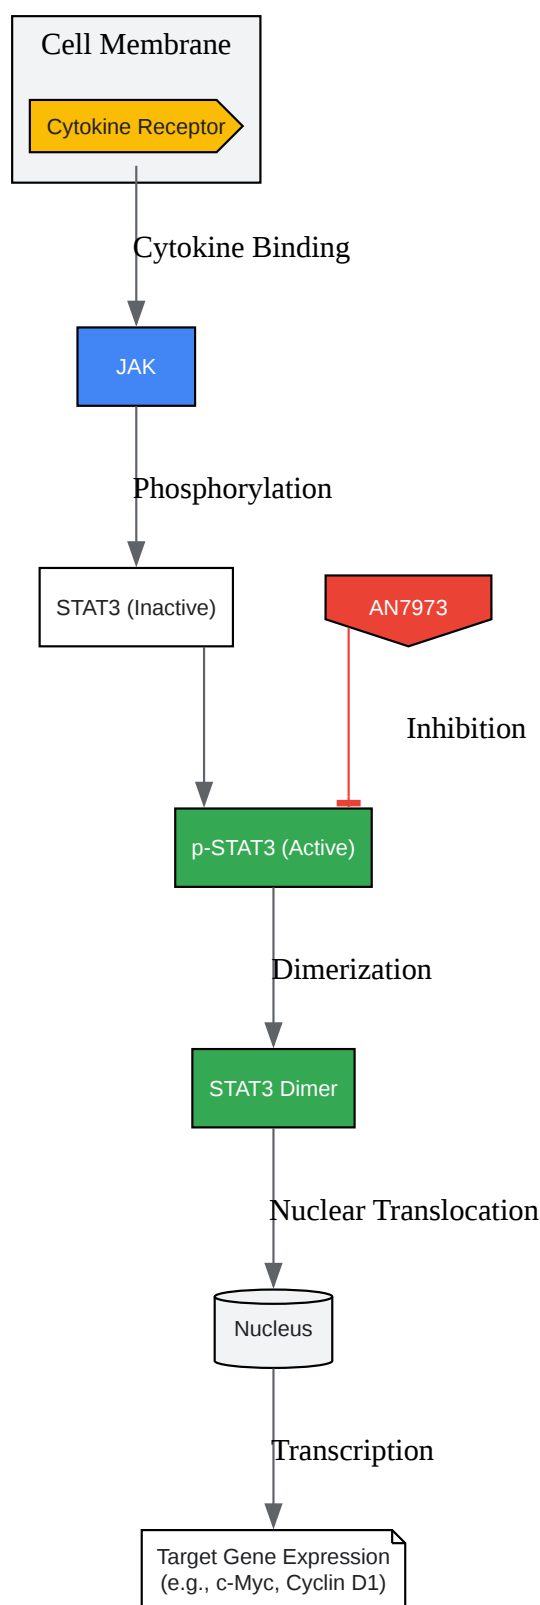 Cell Membrane
Cytokine Receptor
Cytokine Binding
JAK
Phosphorylation
STAT3 (Inactive)
AN7973
Inhibition
p-STAT3 (Active)
Dimerization
STAT3 Dimer
Nuclear Translocation
Nucleus
Transcription
Target Gene Expression
(e.g., c-Myc, Cyclin D1)